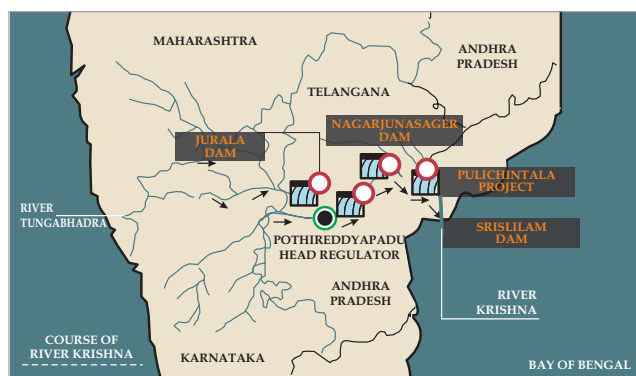 MAHARASHTRA
ANDHRA
PRADESH
TELANGANA
NAGARJUNASAGER
DAM
JURALA
DAM
PULICHINTALA
PROJECT
RIVER
TUNGABHADRA
SRISLILAM
DAM
POTHIREDDYAPADU
HEAD REGULATOR
ANDHRA
PRADESH
RIVER
KRISHNA
COURSE OF
RIVER KRISHNA
KARNATAKA
BAY OF BENGAL